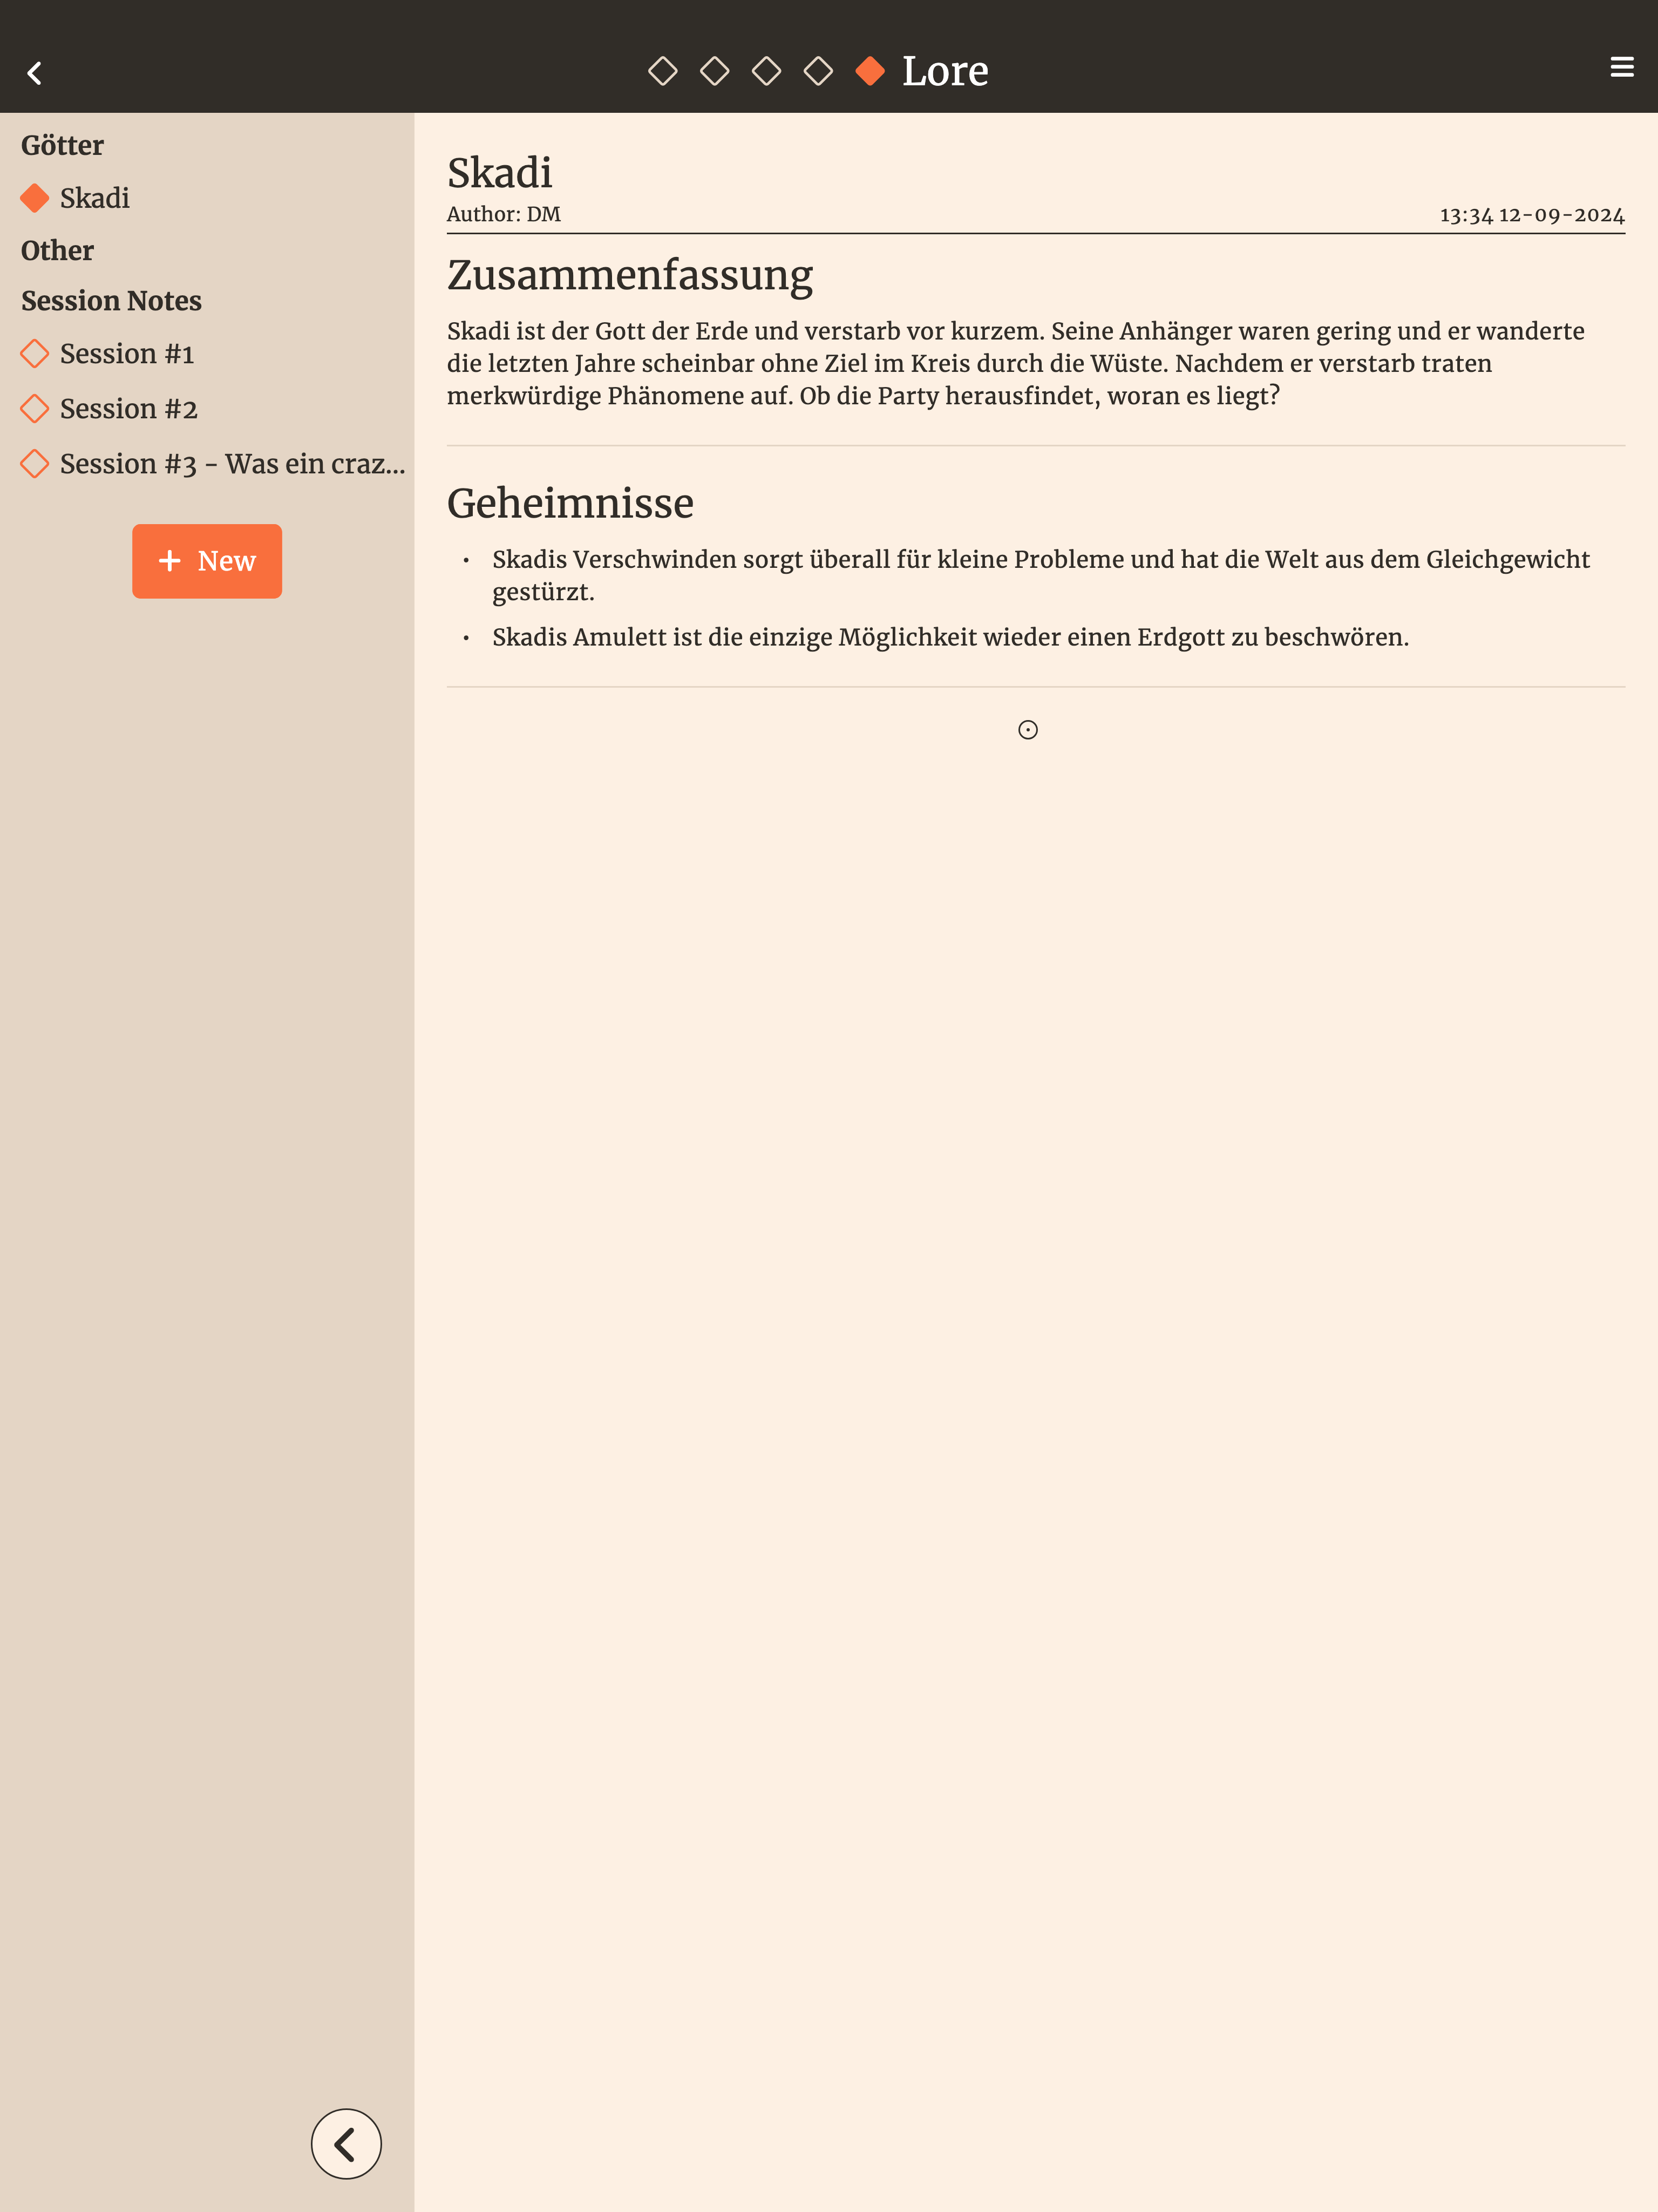 Lore
Götter
Skadi
Other
Session Notes
Session #1
Session #2
Session #3 - Was ein craz...
+ New
Skadi
Author: DM
13:34 12-09-2024
Zusammenfassung
Skadi ist der Gott der Erde und verstarb vor kurzem. Seine Anhänger waren gering und er wanderte
die letzten Jahre scheinbar ohne Ziel im Kreis durch die Wüste. Nachdem er verstarb traten
merkwürdige Phänomene auf. Ob die Party herausfindet, woran es liegt?
Geheimnisse
• Skadis Verschwinden sorgt überall für kleine Probleme und hat die Welt aus dem Gleichgewicht
gestürzt.
• Skadis Amulett ist die einzige Möglichkeit wieder einen Erdgott zu beschwören.